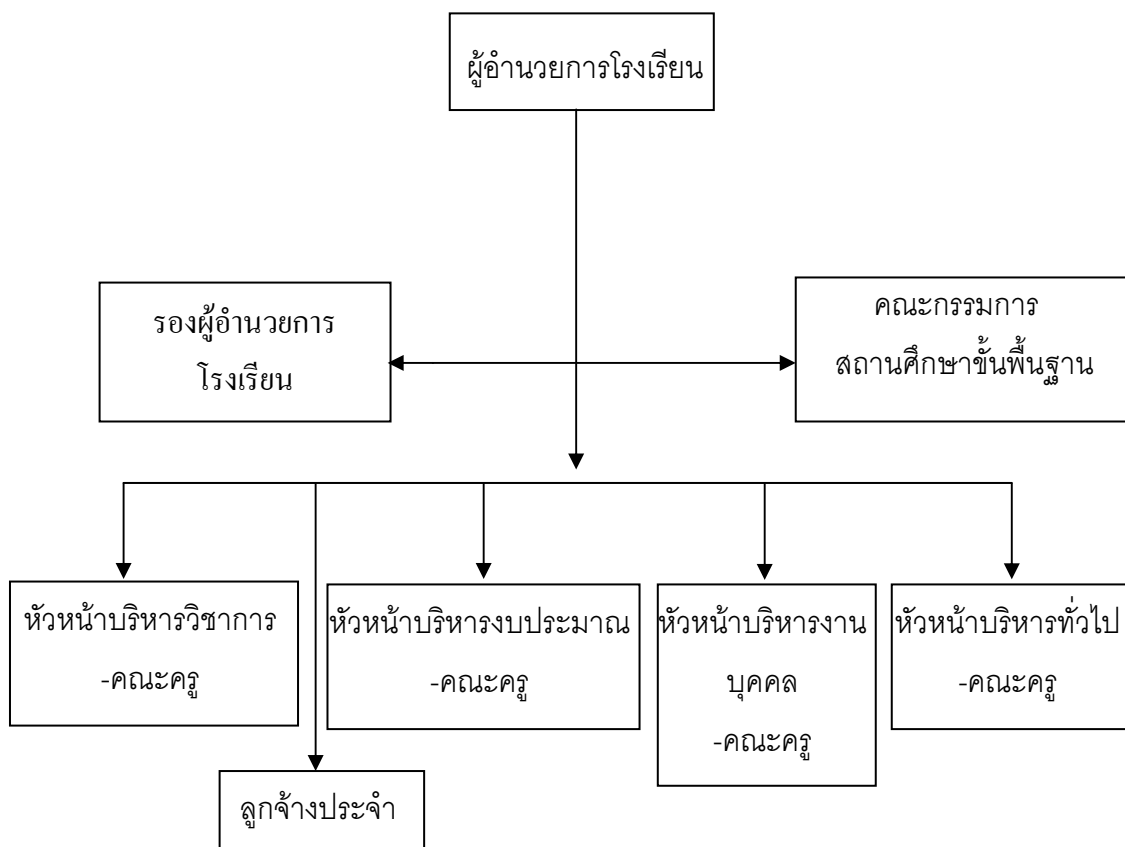 ผู้อำนวยการโรงเรียน
รองผู้อำนวยการ
โรงเรียน
คณะกรรมการ
สถานศึกษาขั้นพื้นฐาน
หัวหน้าบริหารวิชาการ
-คณะครู
หัวหน้าบริหารงบประมาณ
-คณะครู
หัวหน้าบริหารงาน
บุคคล
-คณะครู
หัวหน้าบริหารทั่วไป
-คณะครู
ลูกจ้างประจำ